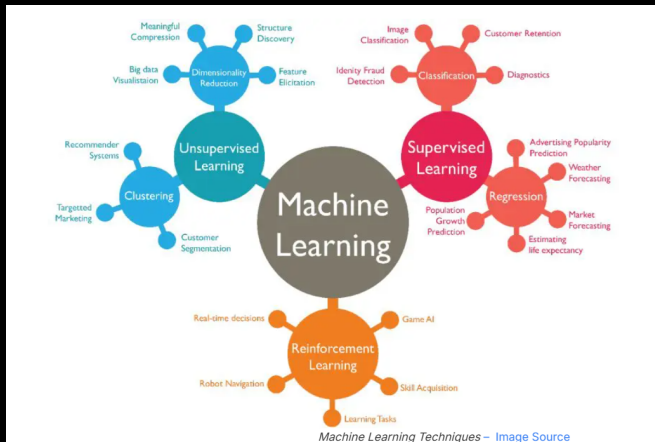 Meaningful
Compression
Structure
Discovery
Big data
Visualistaion
Dimensionality
Reduction
Feature
Elicitation
Image
Classification
Customer Retention
Idenity Fraud
Detection
Classification
Diagnostics
Unsupervised
Learning
Supervised
Learning
Recommender
Systems
Clustering
Targetted
Marketing
Customer
Segmentation
Machine
Learning
Advertising Popularity
Prediction
Weather
Forecasting
Regression
Population
Growth
Prediction
Market
Forecasting
Estimating
life expectancy
Real-time decisions
Game AI
Reinforcement
Learning
Robot Navigation
Skill Acquisition
Learning Tasks
Machine Learning Techniques – Image Source